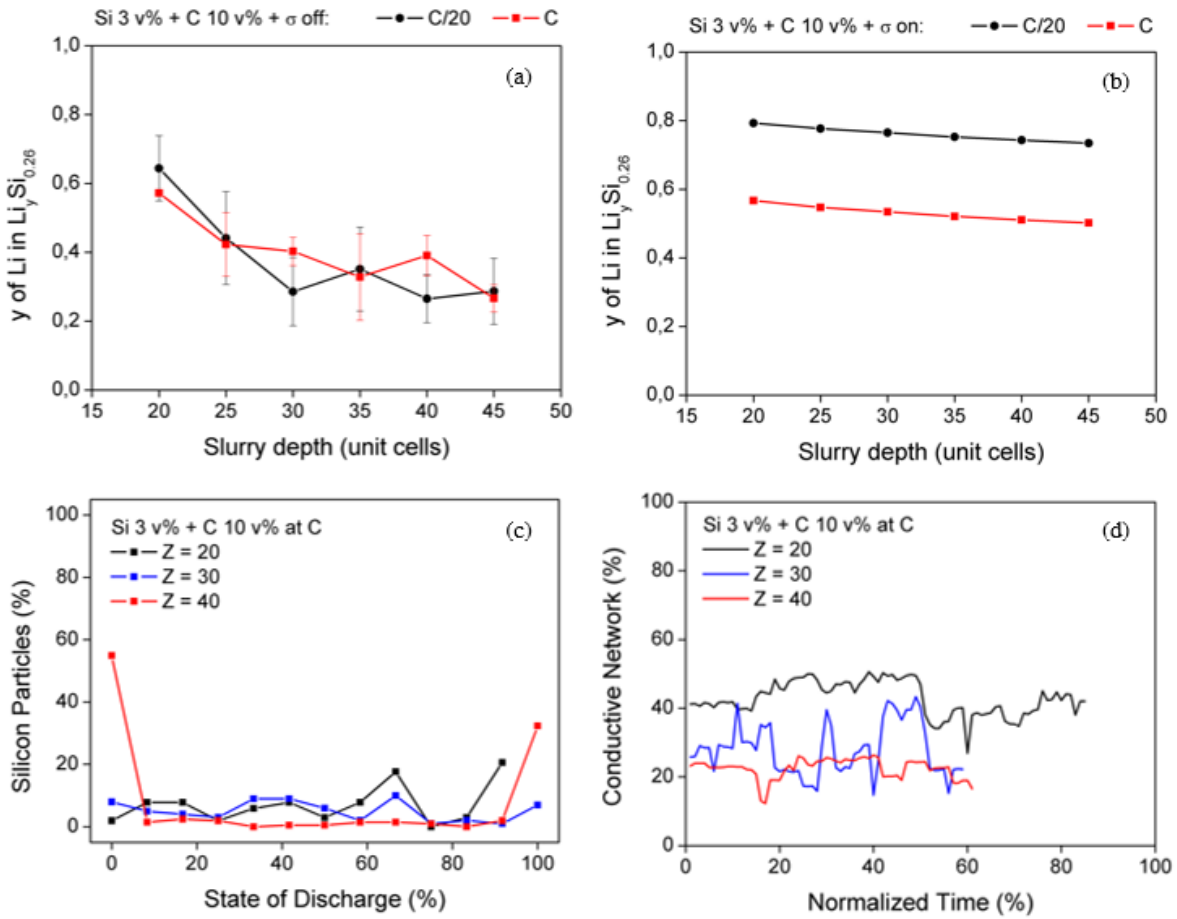 Si 3 v% + C 10 v% + σ off: C/20 C
(a)
1,0
0,8
0,6
0,4
0,2
0,0
y of Li in LiySi0.26
15 20 25 30 35 40 45 50
Slurry depth (unit cells)
Si 3 v% + C 10 v% + σ on: C/20 C
(b)
1,0
0,8
0,6
0,4
0,2
0,0
y of Li in LiySi0.26
15 20 25 30 35 40 45 50
Slurry depth (unit cells)
Si 3 v% + C 10 v% at C
(c)
Z = 20
Z = 30
Z = 40
100
80
60
40
20
0
Silicon Particles (%)
0 20 40 60 80 100
State of Discharge (%)
Si 3 v% + C 10 v% at C
(d)
Z = 20
Z = 30
Z = 40
100
80
60
40
20
0
Conductive Network (%)
0 20 40 60 80 100
Normalized Time (%)